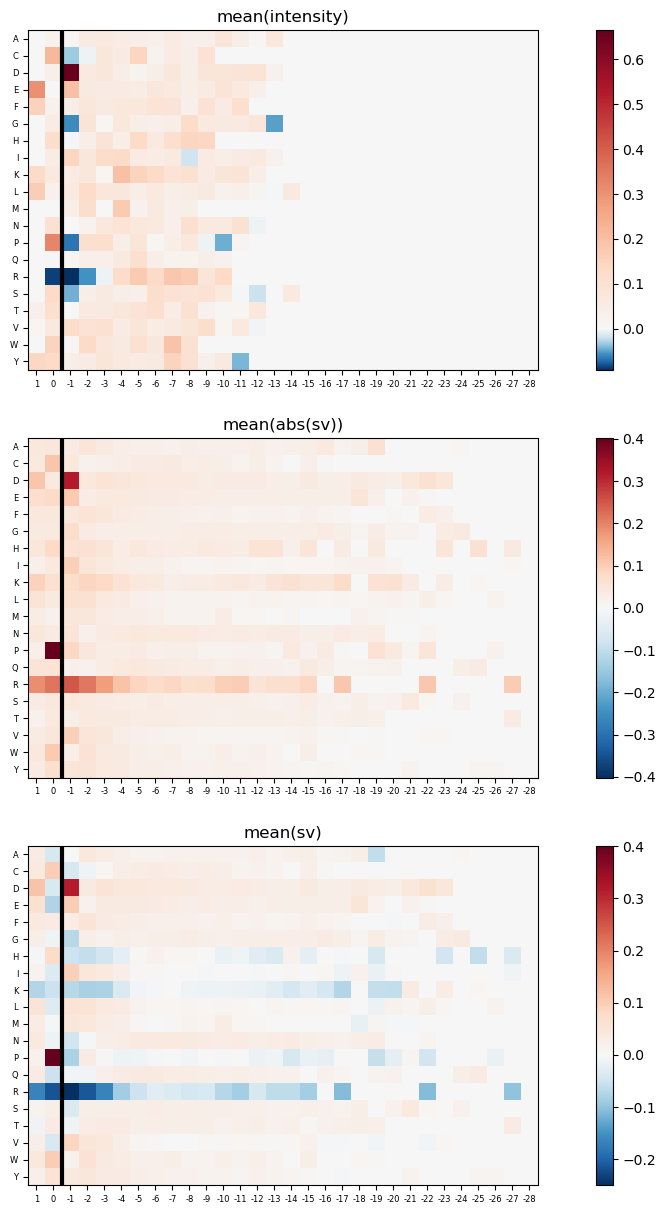 mean(intensity)
A
C
D
E
F
G
H
I
K
L
M
N
P
Q
R
S
T
V
W
Y
1 0 -1 -2 -3 -4 -5 -6 -7 -8 -9 -10 -11 -12 -13 -14 -15 -16 -17 -18 -19 -20 -21 -22 -23 -24 -25 -26 -27 -28
0.6
0.5
0.4
0.3
0.2
0.1
0.0
mean(abs(sv))
A
C
D
E
F
G
H
I
K
L
M
N
P
Q
R
S
T
V
W
Y
1 0 -1 -2 -3 -4 -5 -6 -7 -8 -9 -10 -11 -12 -13 -14 -15 -16 -17 -18 -19 -20 -21 -22 -23 -24 -25 -26 -27 -28
0.4
0.3
0.2
0.1
0.0
−0.1
−0.2
−0.3
−0.4
mean(sv)
A
C
D
E
F
G
H
I
K
L
M
N
P
Q
R
S
T
V
W
Y
1 0 -1 -2 -3 -4 -5 -6 -7 -8 -9 -10 -11 -12 -13 -14 -15 -16 -17 -18 -19 -20 -21 -22 -23 -24 -25 -26 -27 -28
0.4
0.3
0.2
0.1
0.0
−0.1
−0.2